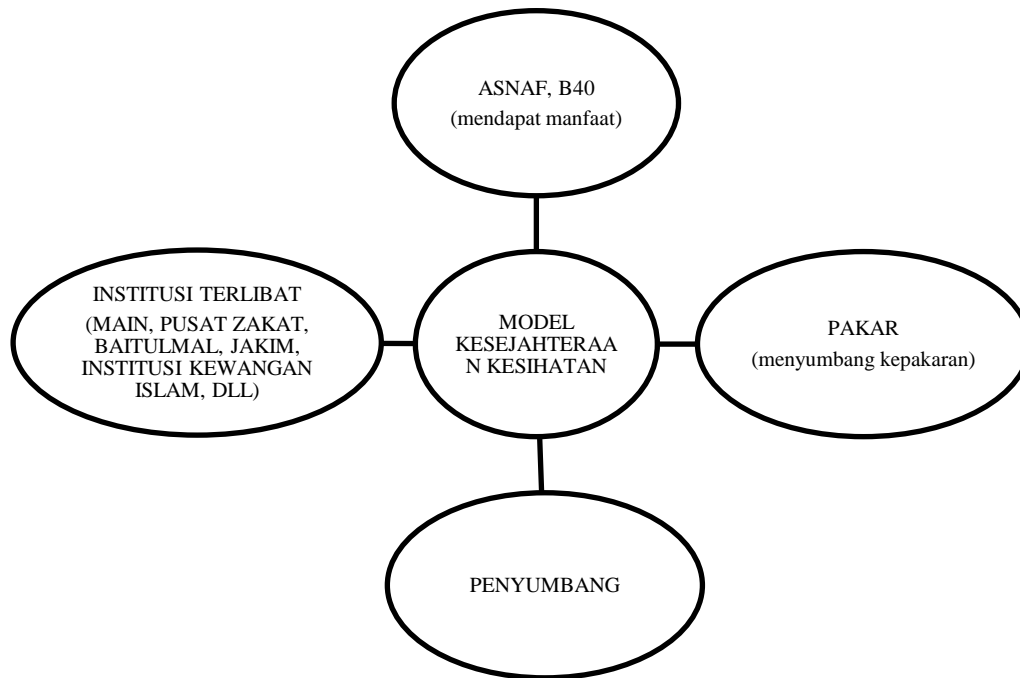 ASNAF, B40
(mendapat manfaat)
INSTITUSI TERLIBAT
(MAIN, PUSAT ZAKAT,
BAITULMAL, JAKIM,
INSTITUSI KEWANGAN
ISLAM, DLL)
MODEL
KESEJAHTERAA
N KESIHATAN
PAKAR
(menyumbang kepakaran)
PENYUMBANG